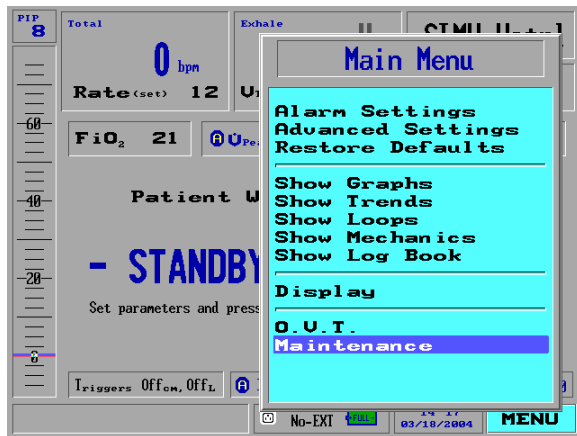 PIP
8
Total
0 bpm
Rate(set) 12
Exhale
60
FiO2 21
Patient
40
- STANDBY
20
Set parameters and press
0
Triggers Offcm, OffL
Main Menu
Alarm Settings
Advanced Settings
Restore Defaults
Show Graphs
Show Trends
Show Loops
Show Mechanics
Show Log Book
Display
O.V.T.
Maintenance
No-EXT FULL
03/18/2004
MENU